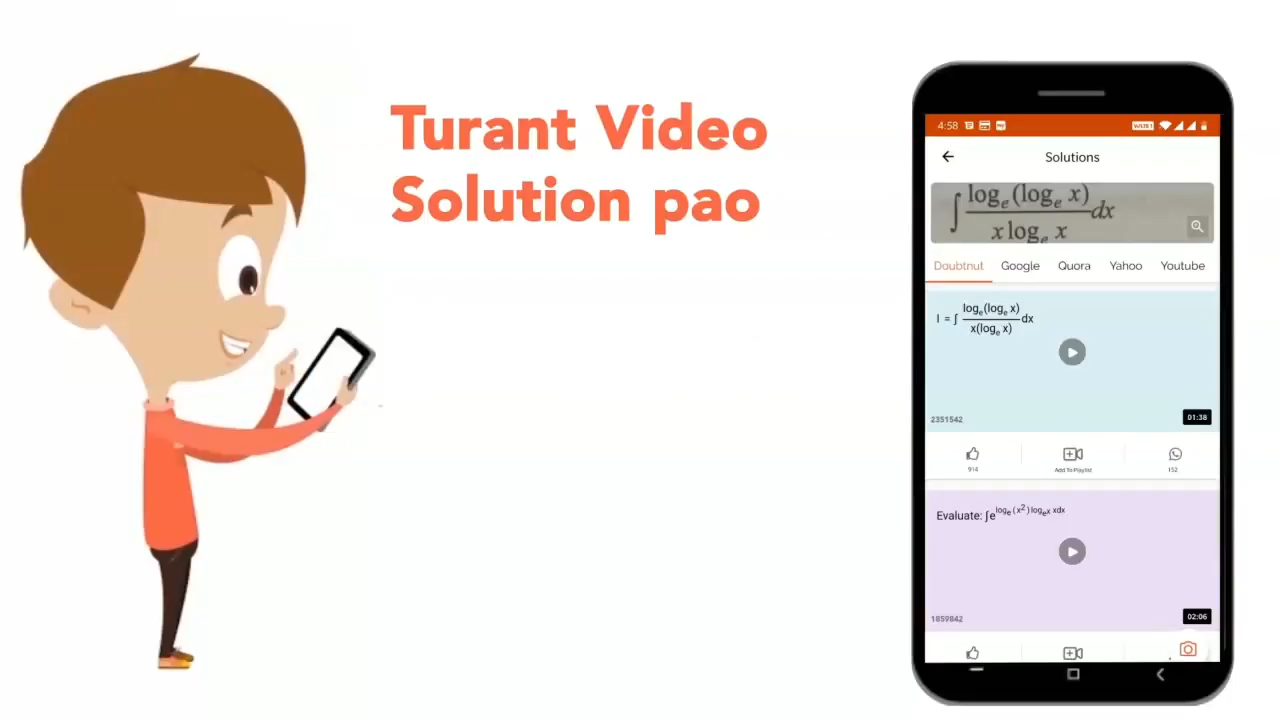 Turant Video
Solution pao
4:58
Solutions
∫ logₑ(logₑ x) / x logₑ x dx
Doubtnut Google Quora Yahoo Youtube
I = ∫ logₑ(logₑ x) / x(logₑ x) dx
2351542 01:38
914 Add To Playlist 152
Evaluate: ∫e^logₑ(x²)logₑx xdx
1859842 02:06